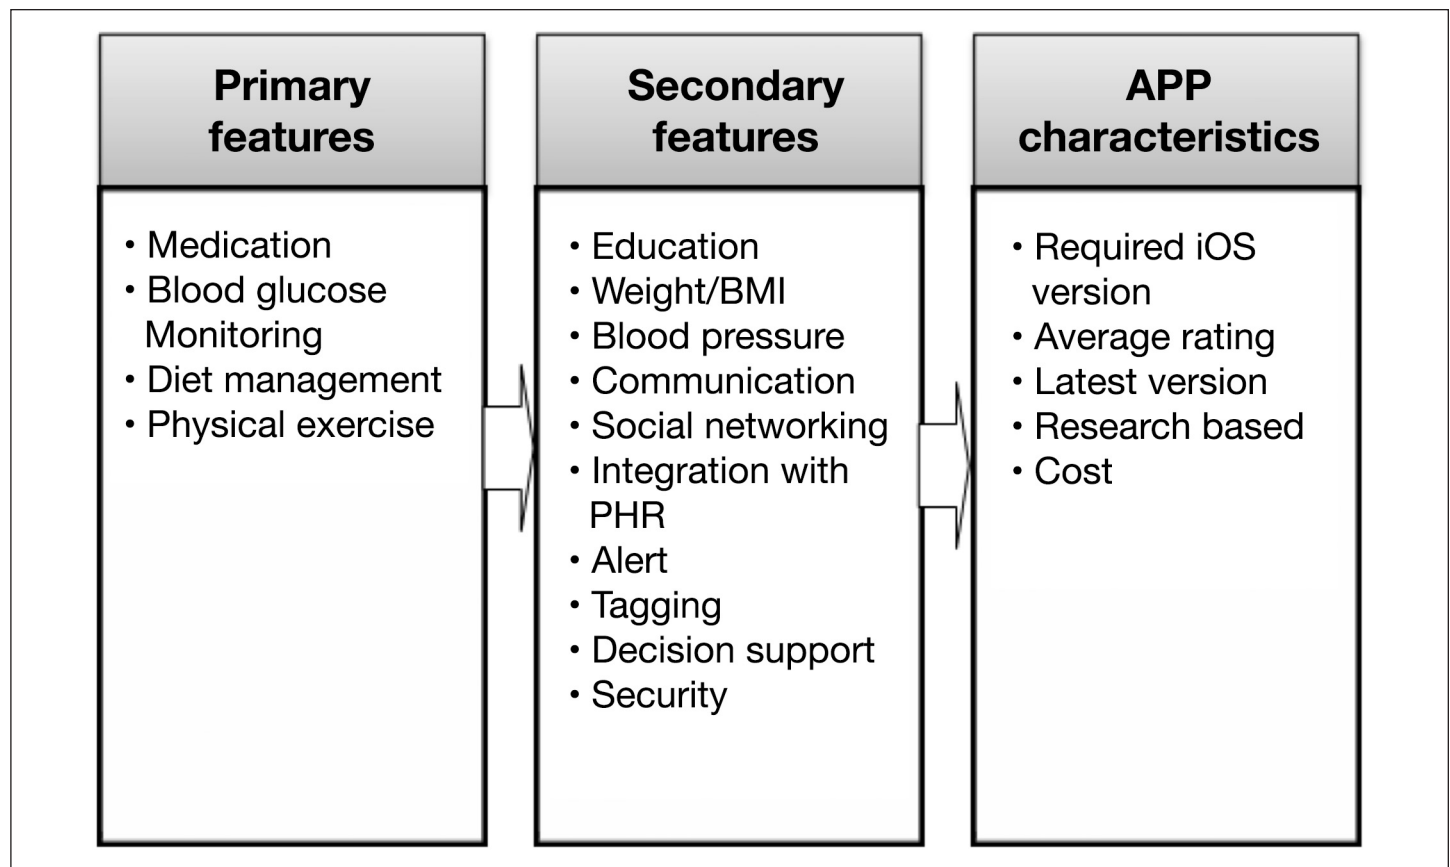 Primary
features
• Medication
• Blood glucose
Monitoring
• Diet management
• Physical exercise
Secondary
features
• Education
• Weight/BMI
• Blood pressure
• Communication
• Social networking
• Integration with
PHR
• Alert
• Tagging
• Decision support
• Security
APP
characteristics
• Required iOS
version
• Average rating
• Latest version
• Research based
• Cost